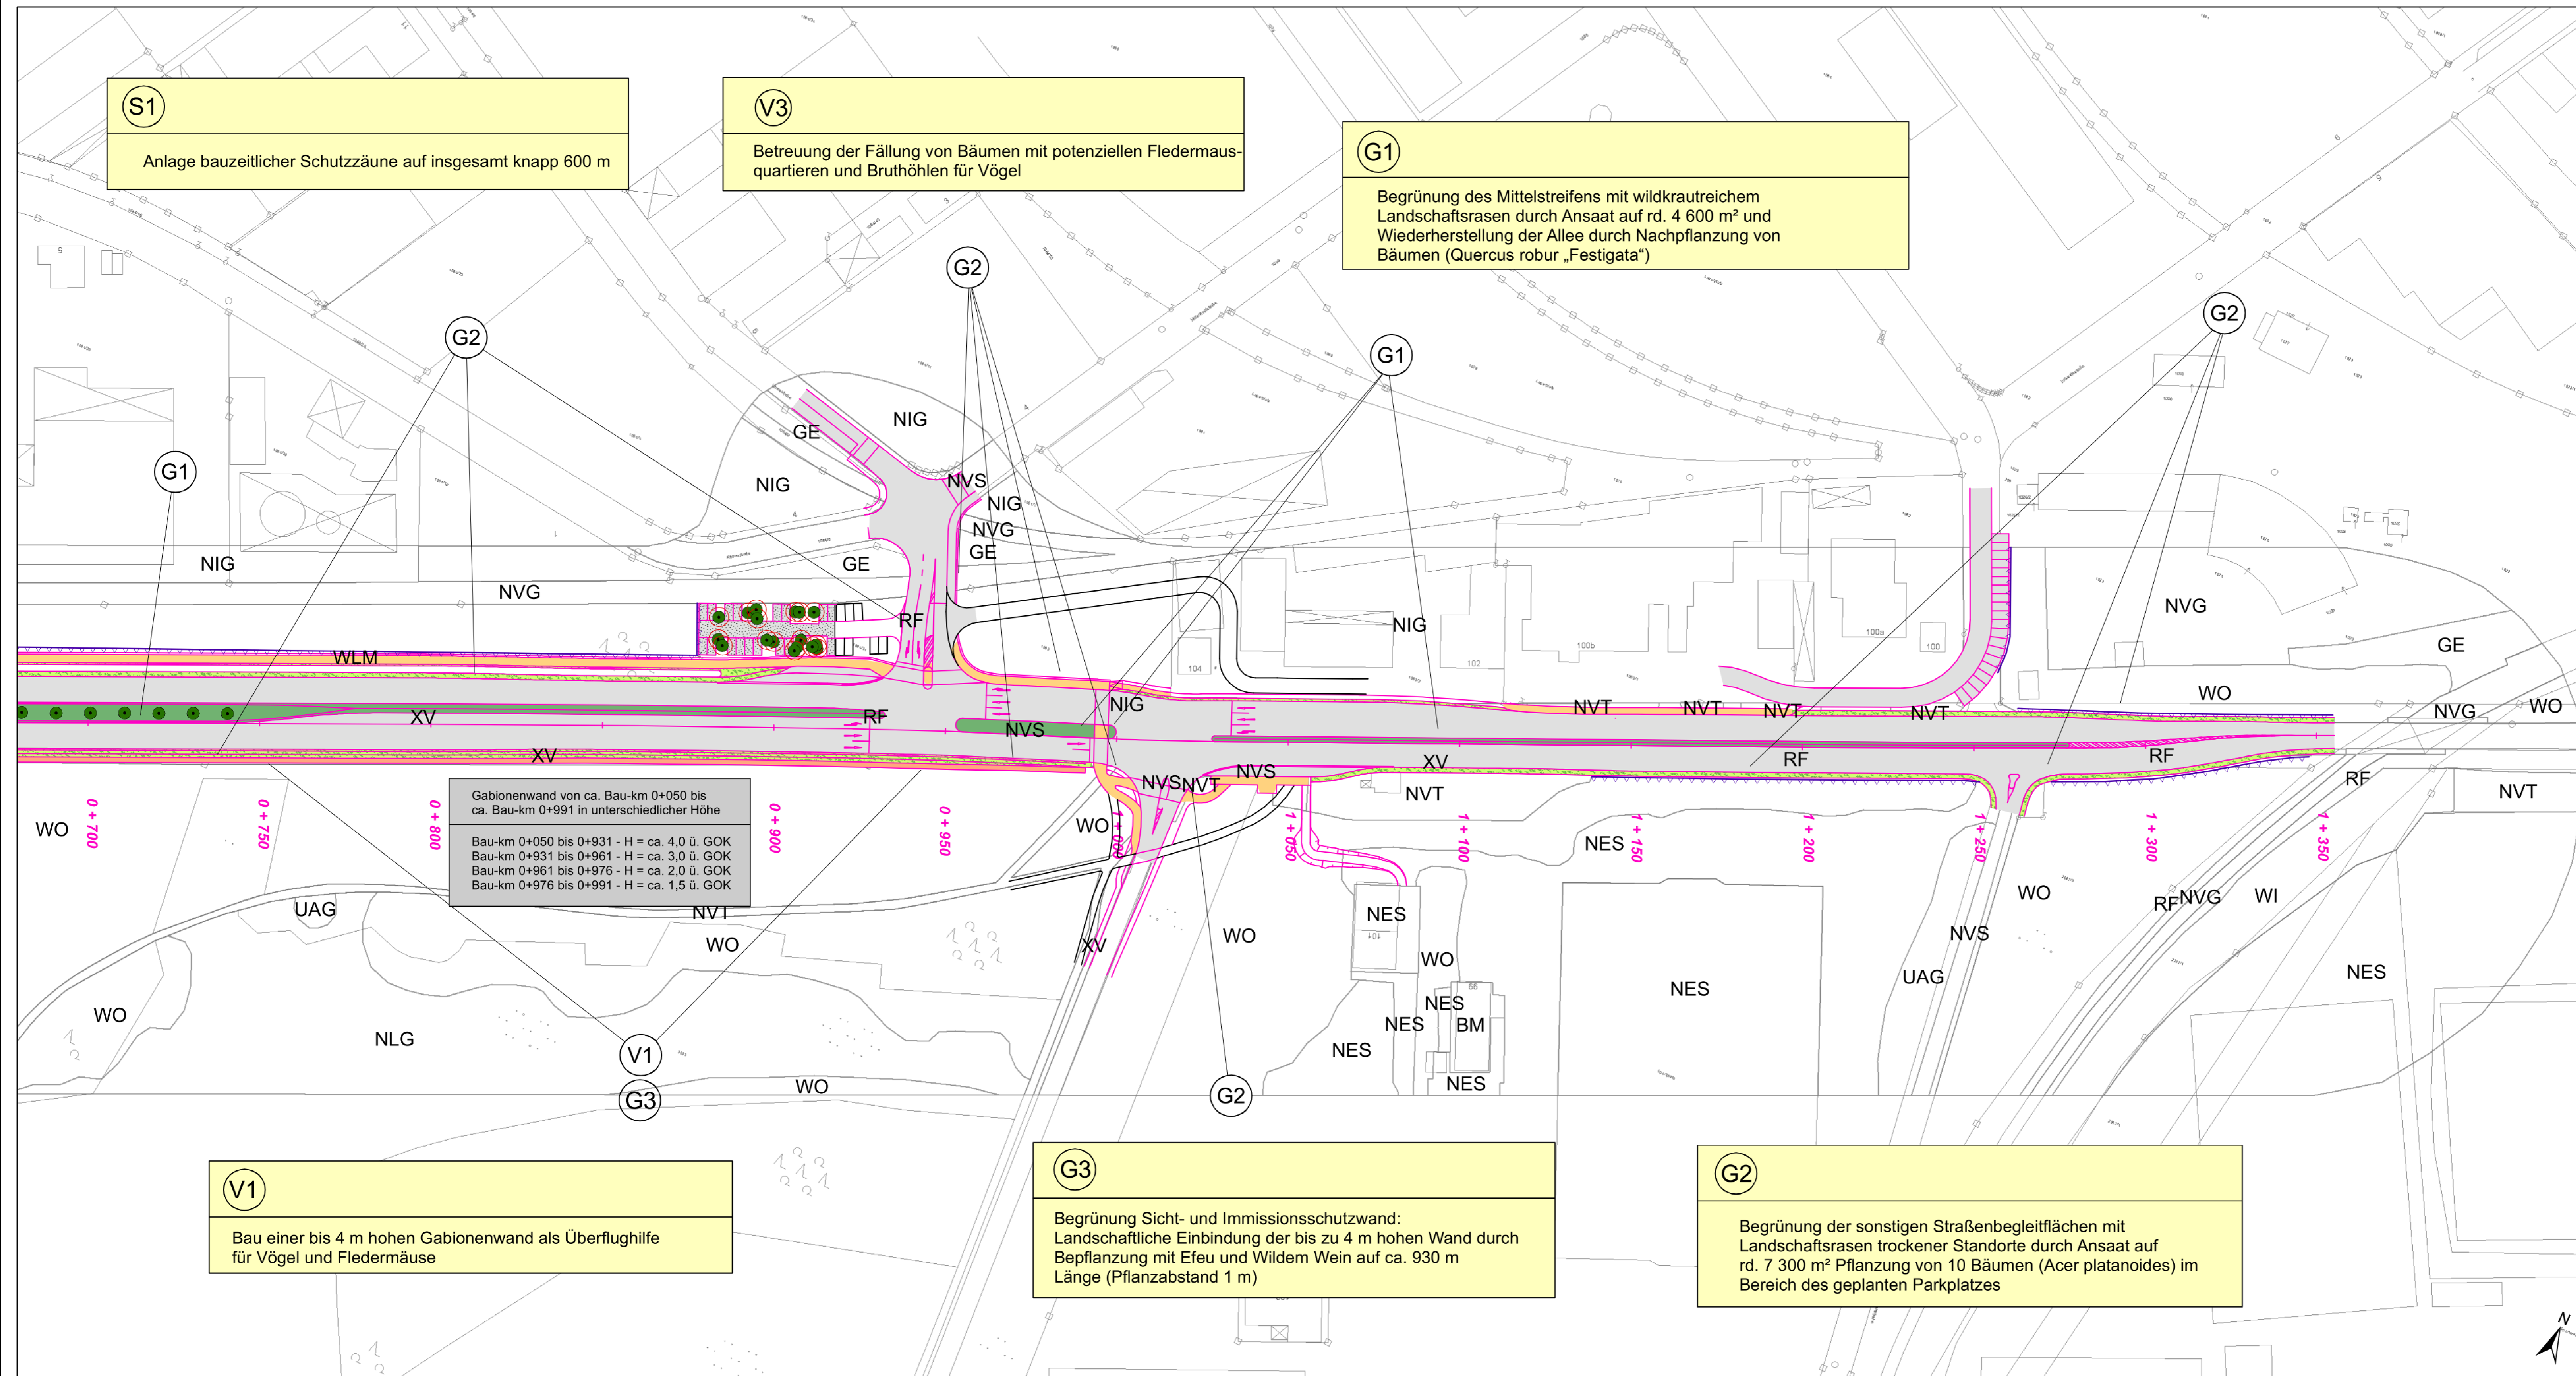 S1
Anlage bauzeitlicher Schutzzäune auf insgesamt knapp 600 m
V3
Betreuung der Fällung von Bäumen mit potenziellen Fledermaus-
quartieren und Bruthöhlen für Vögel
G1
Begrünung des Mittelstreifens mit wildkrautreichem
Landschaftsrasen durch Ansaat auf rd. 4 600 m² und
Wiederherstellung der Allee durch Nachpflanzung von
Bäumen (Quercus robur „Festigata“)
G2
G2
G2
G1
G1
NIG
GE
NIG
NVS
NIG
NVG
GE
GE
NIG
NVG
RF
NIG
NVG
GE
WLM
WO
NIG
NVT
NVT
NVT
NVT
NVG
WO
XV
RF
NVS
XV
XV
RF
RF
NVS
NVT
NVS
NVT
RF
NVT
104
102
100b
100a
100
Gabionenwand von ca. Bau-km 0+050 bis
ca. Bau-km 0+991 in unterschiedlicher Höhe
Bau-km 0+050 bis 0+931 - H = ca. 4,0 ü. GOK
Bau-km 0+931 bis 0+961 - H = ca. 3,0 ü. GOK
Bau-km 0+961 bis 0+976 - H = ca. 2,0 ü. GOK
Bau-km 0+976 bis 0+991 - H = ca. 1,5 ü. GOK
WO
0 + 700
0 + 750
0 + 800
0 + 900
0 + 950
WO
1 + 000
1 + 050
1 + 100
1 + 150
1 + 200
1 + 250
1 + 300
1 + 350
NES
UAG
NVT
WO
XV
WO
NES
101
WO
NES
NES
BM
99
NES
NES
NES
WO
RF
NVG
WI
NVS
UAG
NES
WO
NLG
WO
V1
G3
G2
V1
Bau einer bis 4 m hohen Gabionenwand als Überflughilfe
für Vögel und Fledermäuse
G3
Begrünung Sicht- und Immissionsschutzwand:
Landschaftliche Einbindung der bis zu 4 m hohen Wand durch
Bepflanzung mit Efeu und Wildem Wein auf ca. 930 m
Länge (Pflanzabstand 1 m)
G2
Begrünung der sonstigen Straßenbegleitflächen mit
Landschaftsrasen trockener Standorte durch Ansaat auf
rd. 7 300 m² Pflanzung von 10 Bäumen (Acer platanoides) im
Bereich des geplanten Parkplatzes
N